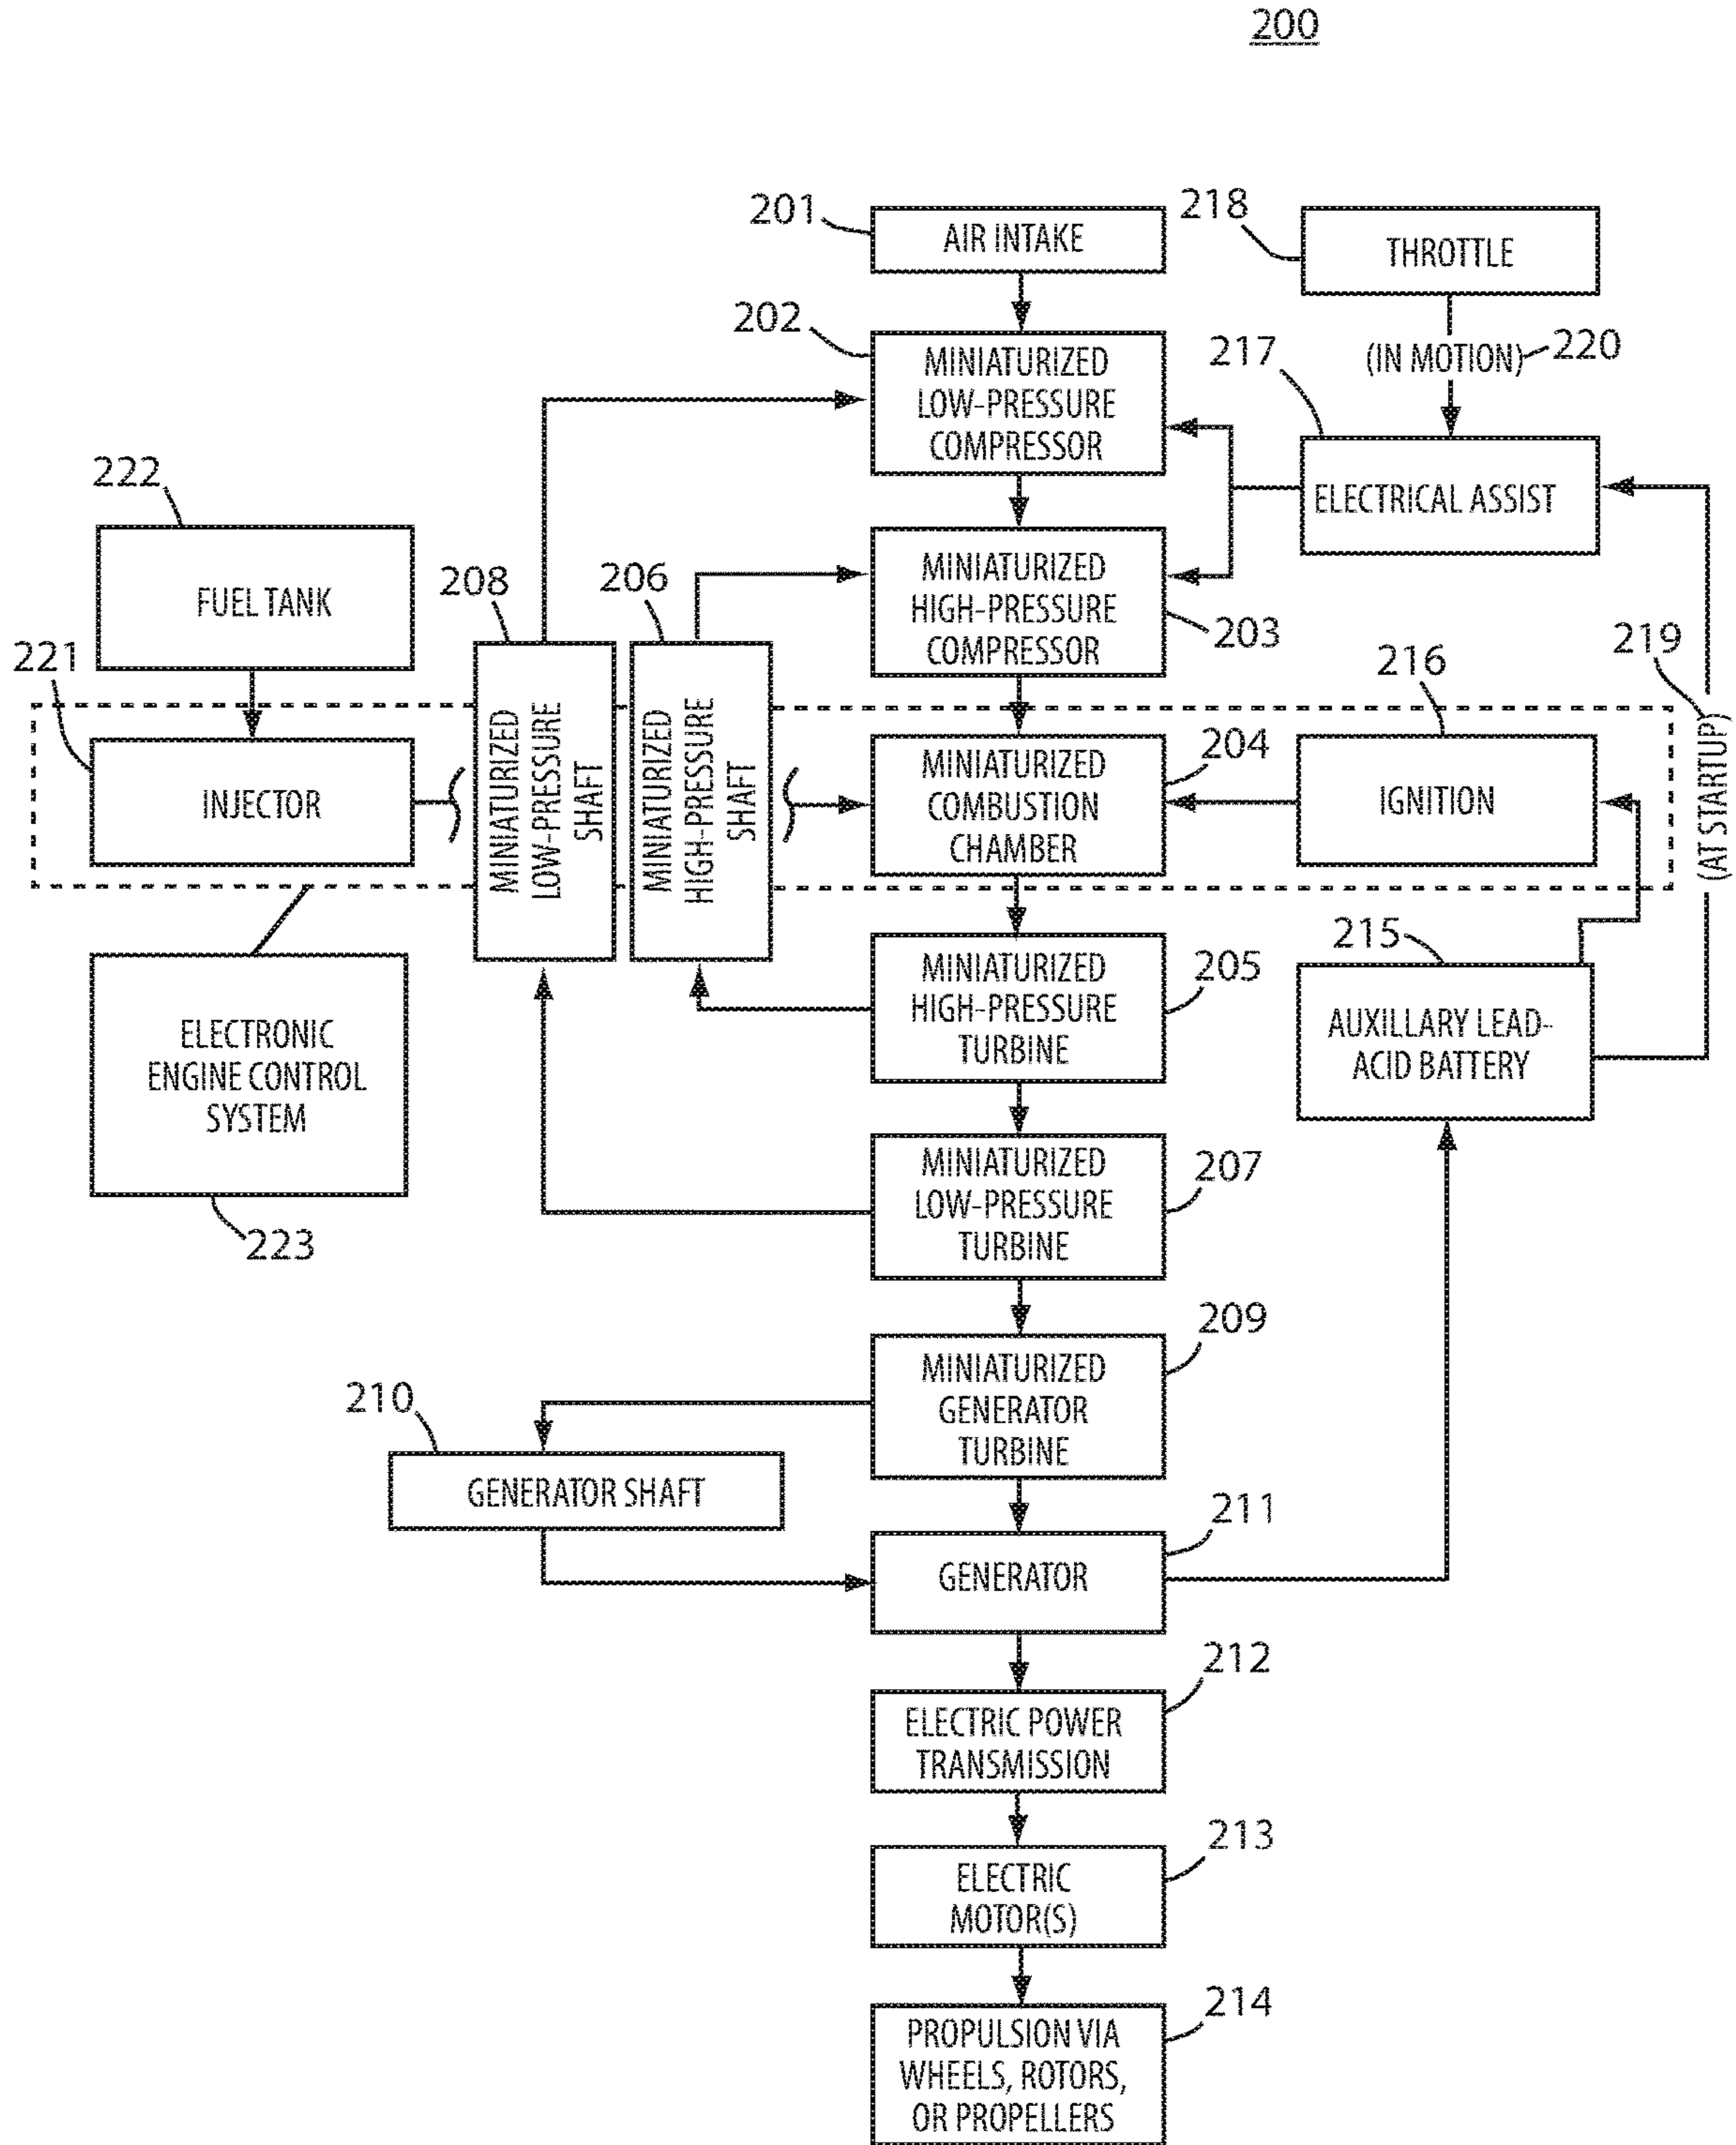 200
201
AIR INTAKE
218
THROTTLE
202
MINIATURIZED
LOW-PRESSURE
COMPRESSOR
217
(IN MOTION)
220
ELECTRICAL ASSIST
222
FUEL TANK
208
206
MINIATURIZED
HIGH-PRESSURE
COMPRESSOR
203
219
(AT STARTUP)
221
INJECTOR
MINIATURIZED
LOW-PRESSURE
SHAFT
MINIATURIZED
HIGH-PRESSURE
SHAFT
MINIATURIZED
COMBUSTION
CHAMBER
204
216
IGNITION
215
AUXILLARY LEAD-
ACID BATTERY
ELECTRONIC
ENGINE CONTROL
SYSTEM
223
MINIATURIZED
HIGH-PRESSURE
TURBINE
205
MINIATURIZED
LOW-PRESSURE
TURBINE
207
209
MINIATURIZED
GENERATOR
TURBINE
210
GENERATOR SHAFT
211
GENERATOR
212
ELECTRIC POWER
TRANSMISSION
213
ELECTRIC
MOTOR(S)
214
PROPULSION VIA
WHEELS, ROTORS,
OR PROPELLERS